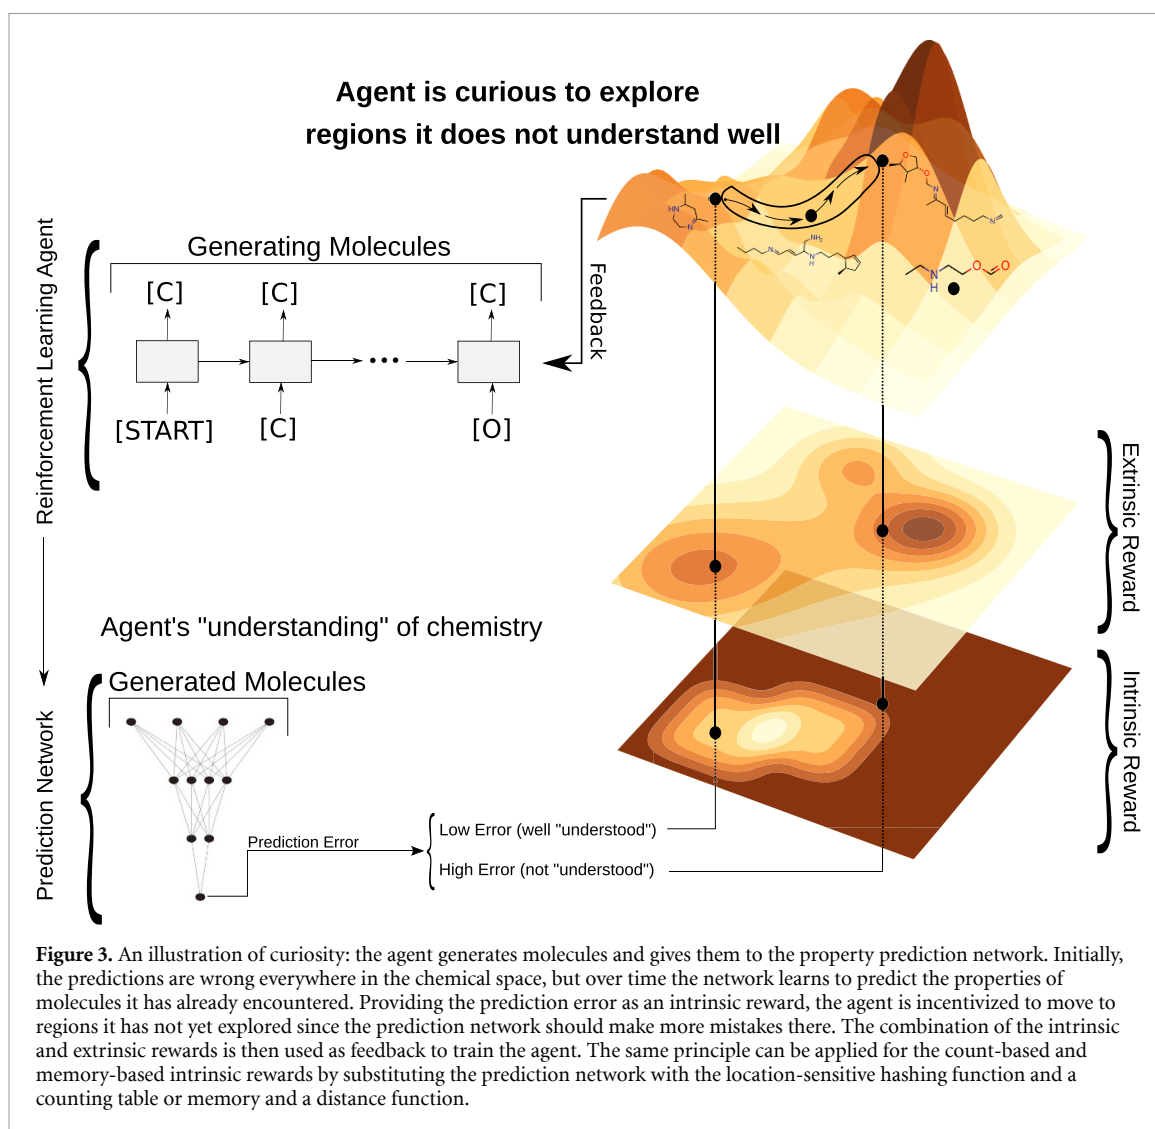 Agent is curious to explore
regions it does not understand well
Reinforcement Learning Agent
Generating Molecules
[C]
[C]
[C]
[START]
[C]
[O]
Feedback
HN
N
N
NH₂
N
H
O
O
N
N
N
H
O
O
Extrinsic Reward
Intrinsic Reward
Agent's "understanding" of chemistry
Prediction Network
Generated Molecules
Prediction Error
Low Error (well "understood")
High Error (not "understood")
Figure 3. An illustration of curiosity: the agent generates molecules and gives them to the property prediction network. Initially,
the predictions are wrong everywhere in the chemical space, but over time the network learns to predict the properties of
molecules it has already encountered. Providing the prediction error as an intrinsic reward, the agent is incentivized to move to
regions it has not yet explored since the prediction network should make more mistakes there. The combination of the intrinsic
and extrinsic rewards is then used as feedback to train the agent. The same principle can be applied for the count-based and
memory-based intrinsic rewards by substituting the prediction network with the location-sensitive hashing function and a
counting table or memory and a distance function.